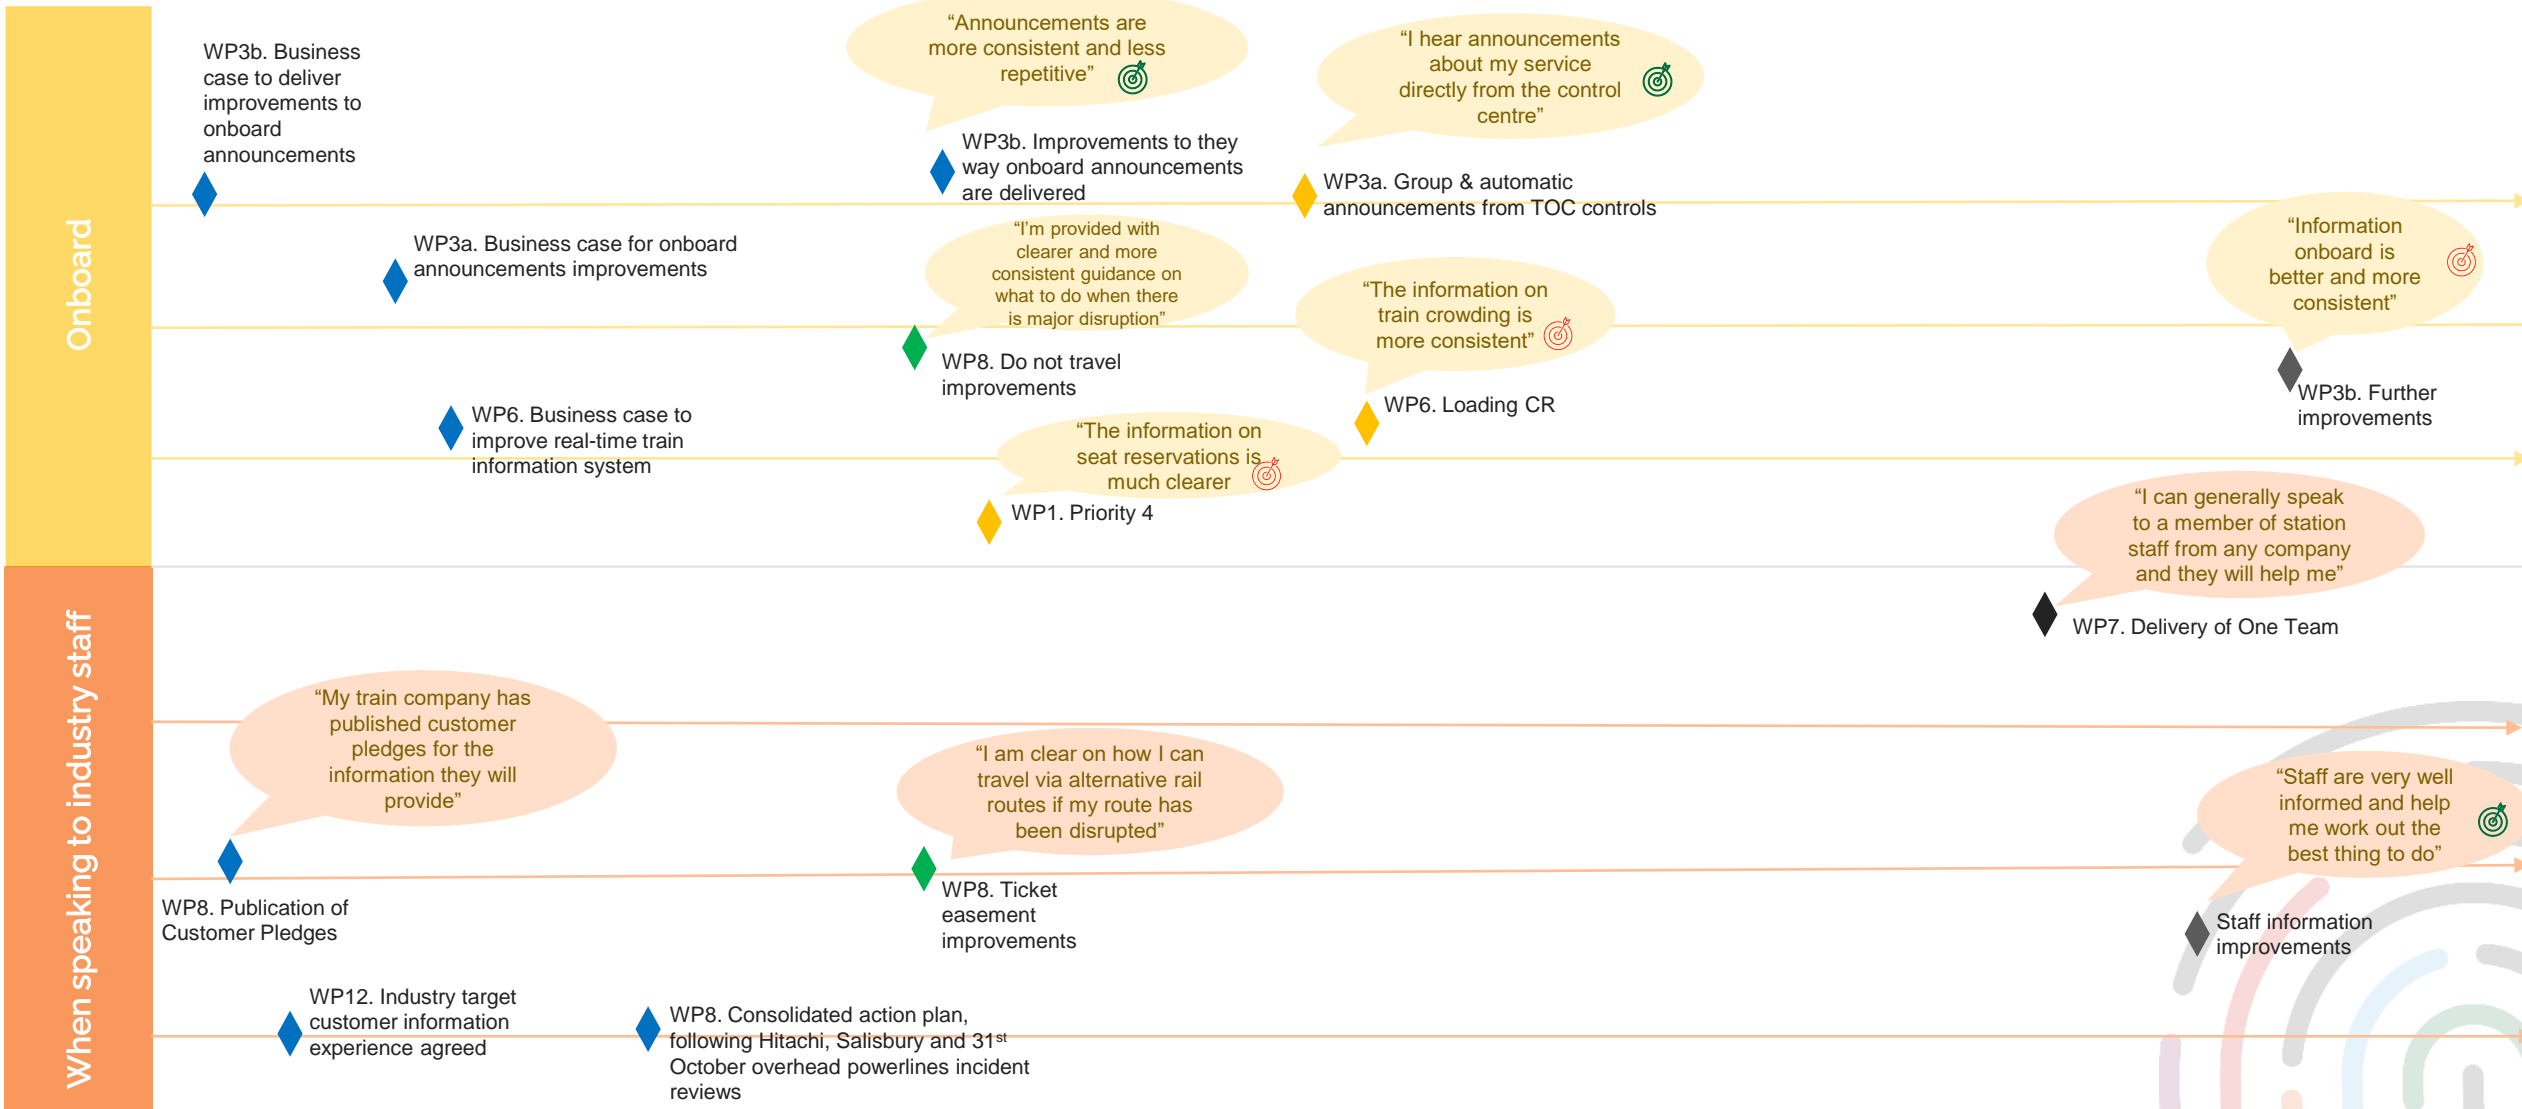 Onboard
WP3b. Business
case to deliver
improvements to
onboard
announcements
“Announcements are
more consistent and less
repetitive”
WP3b. Improvements to they
way onboard announcements
are delivered
“I hear announcements
about my service
directly from the control
centre”
WP3a. Group & automatic
announcements from TOC controls
WP3a. Business case for onboard
announcements improvements
“I’m provided with
clearer and more
consistent guidance on
what to do when there
is major disruption”
WP8. Do not travel
improvements
“The information on
train crowding is
more consistent”
WP6. Loading CR
“Information
onboard is
better and more
consistent”
WP3b. Further
improvements
WP6. Business case to
improve real-time train
information system
“The information on
seat reservations is
much clearer
WP1. Priority 4
When speaking to industry staff
“I can generally speak
to a member of station
staff from any company
and they will help me”
WP7. Delivery of One Team
“My train company has
published customer
pledges for the
information they will
provide”
WP8. Publication of
Customer Pledges
“I am clear on how I can
travel via alternative rail
routes if my route has
been disrupted”
WP8. Ticket
easement
improvements
“Staff are very well
informed and help
me work out the
best thing to do”
Staff information
improvements
WP12. Industry target
customer information
experience agreed
WP8. Consolidated action plan,
following Hitachi, Salisbury and 31st
October overhead powerlines incident
reviews